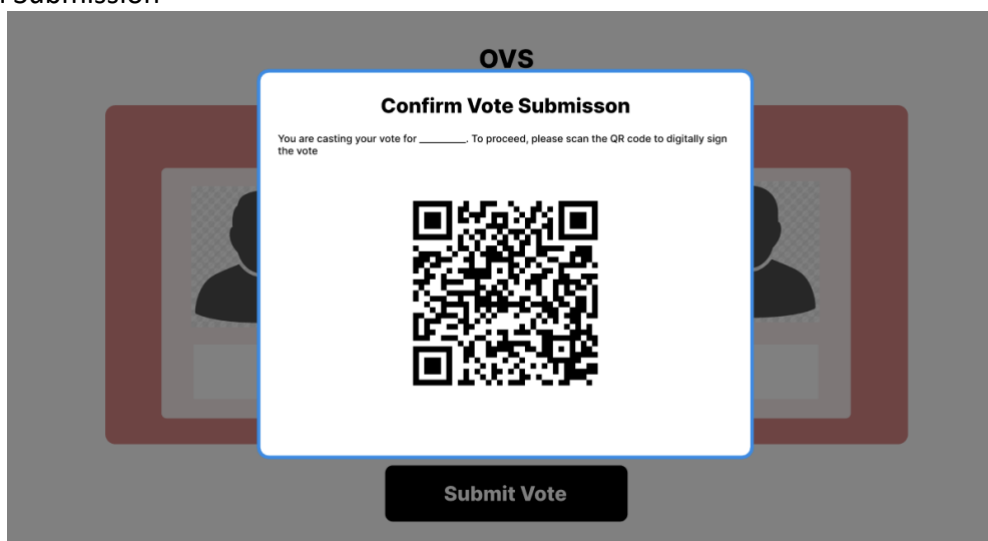 Submission
OVS
Confirm Vote Submisson
You are casting your vote for ________. To proceed, please scan the QR code to digitally sign
the vote
Submit Vote